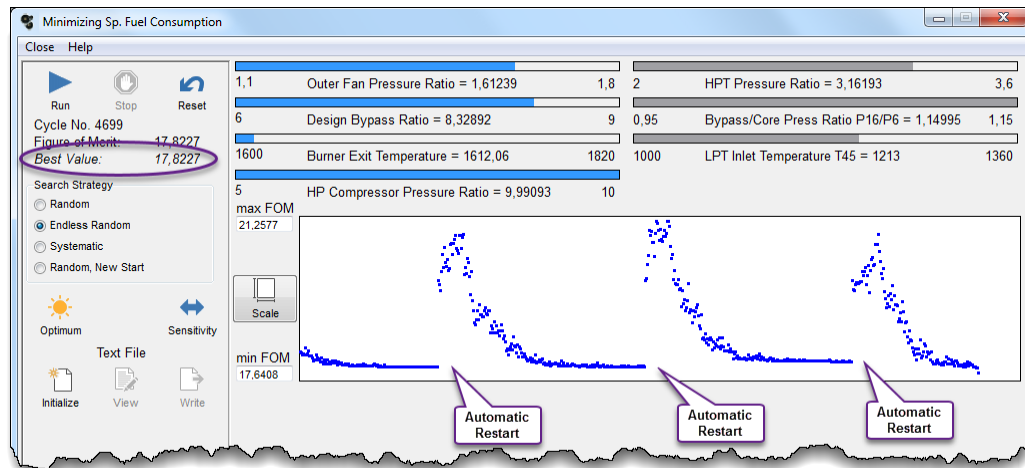 Minimizing Sp. Fuel Consumption
Close Help
Run Stop Reset
Cycle No. 4699
Figure of Merit: 17,8227
Best Value: 17,8227
Search Strategy
Random
Endless Random
Systematic
Random, New Start
Optimum Sensitivity
Text File
Initialize View Write
1,1 Outer Fan Pressure Ratio = 1,61239 1,8
6 Design Bypass Ratio = 8,32892 9
1600 Burner Exit Temperature = 1612,06 1820
5 HP Compressor Pressure Ratio = 9,99093 10
2 HPT Pressure Ratio = 3,16193 3,6
0,95 Bypass/Core Press Ratio P16/P6 = 1,14995 1,15
1000 LPT Inlet Temperature T45 = 1213 1360
max FOM
21,2577
Scale
min FOM
17,6408
Automatic
Restart
Automatic
Restart
Automatic
Restart